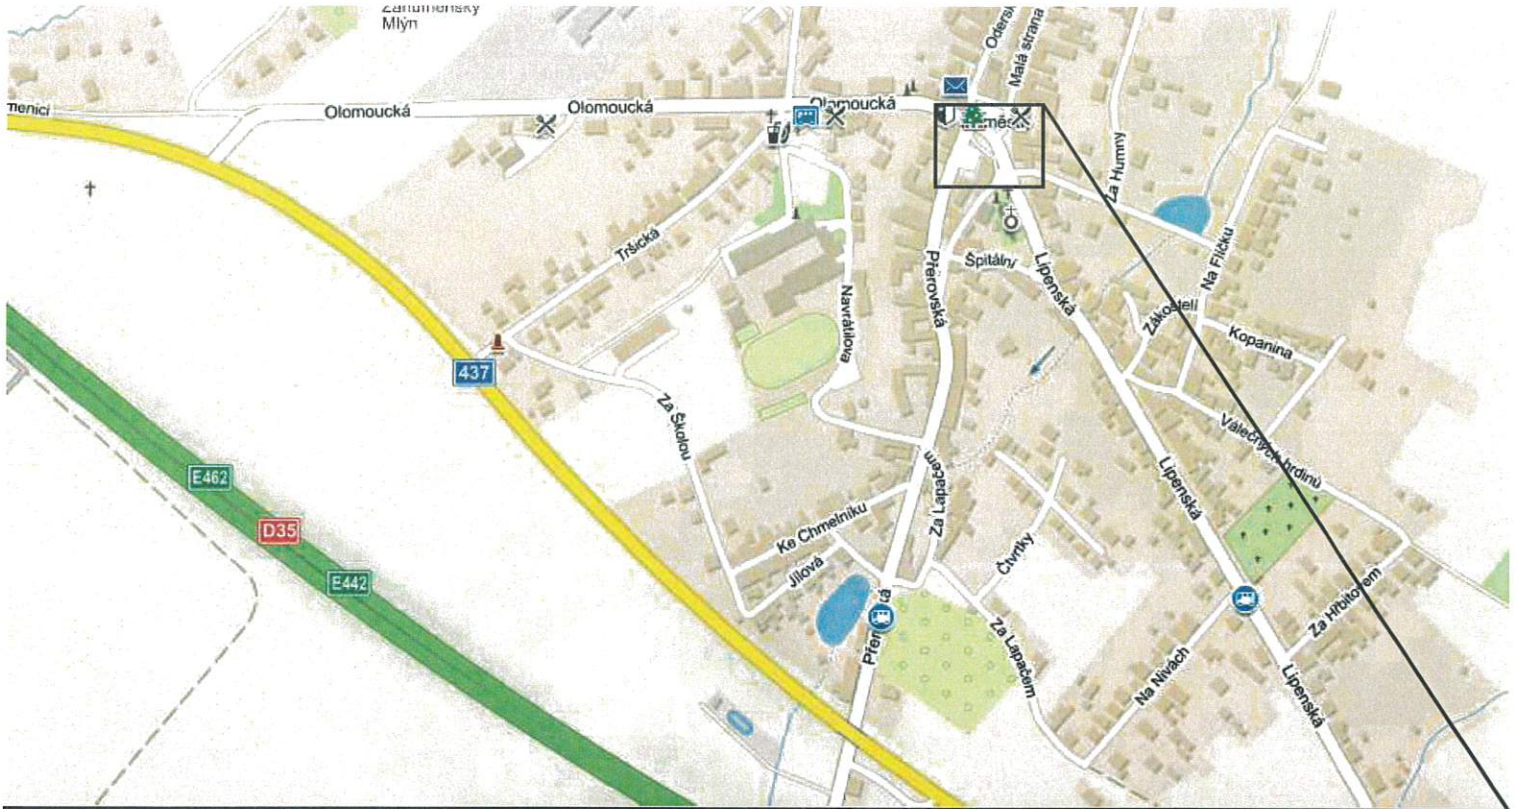 Zahumenský
Mlýn
Oderská
Malá strana
Olomoucká
Olomoucká
Olomoucká
Za Humny
Tršická
Na Flíčku
Přerovská
Špitální
Lipenská
Navrátilova
Zákostelí
Kopanina
437
Za Školou
Válečných hrdinů
E462
Za Lapačem
Lipenská
D35
Ke Chmelníku
Čtvrtky
Jílová
E442
Za Hřbitovem
Za Lapačem
Na Nivách
Lipenská